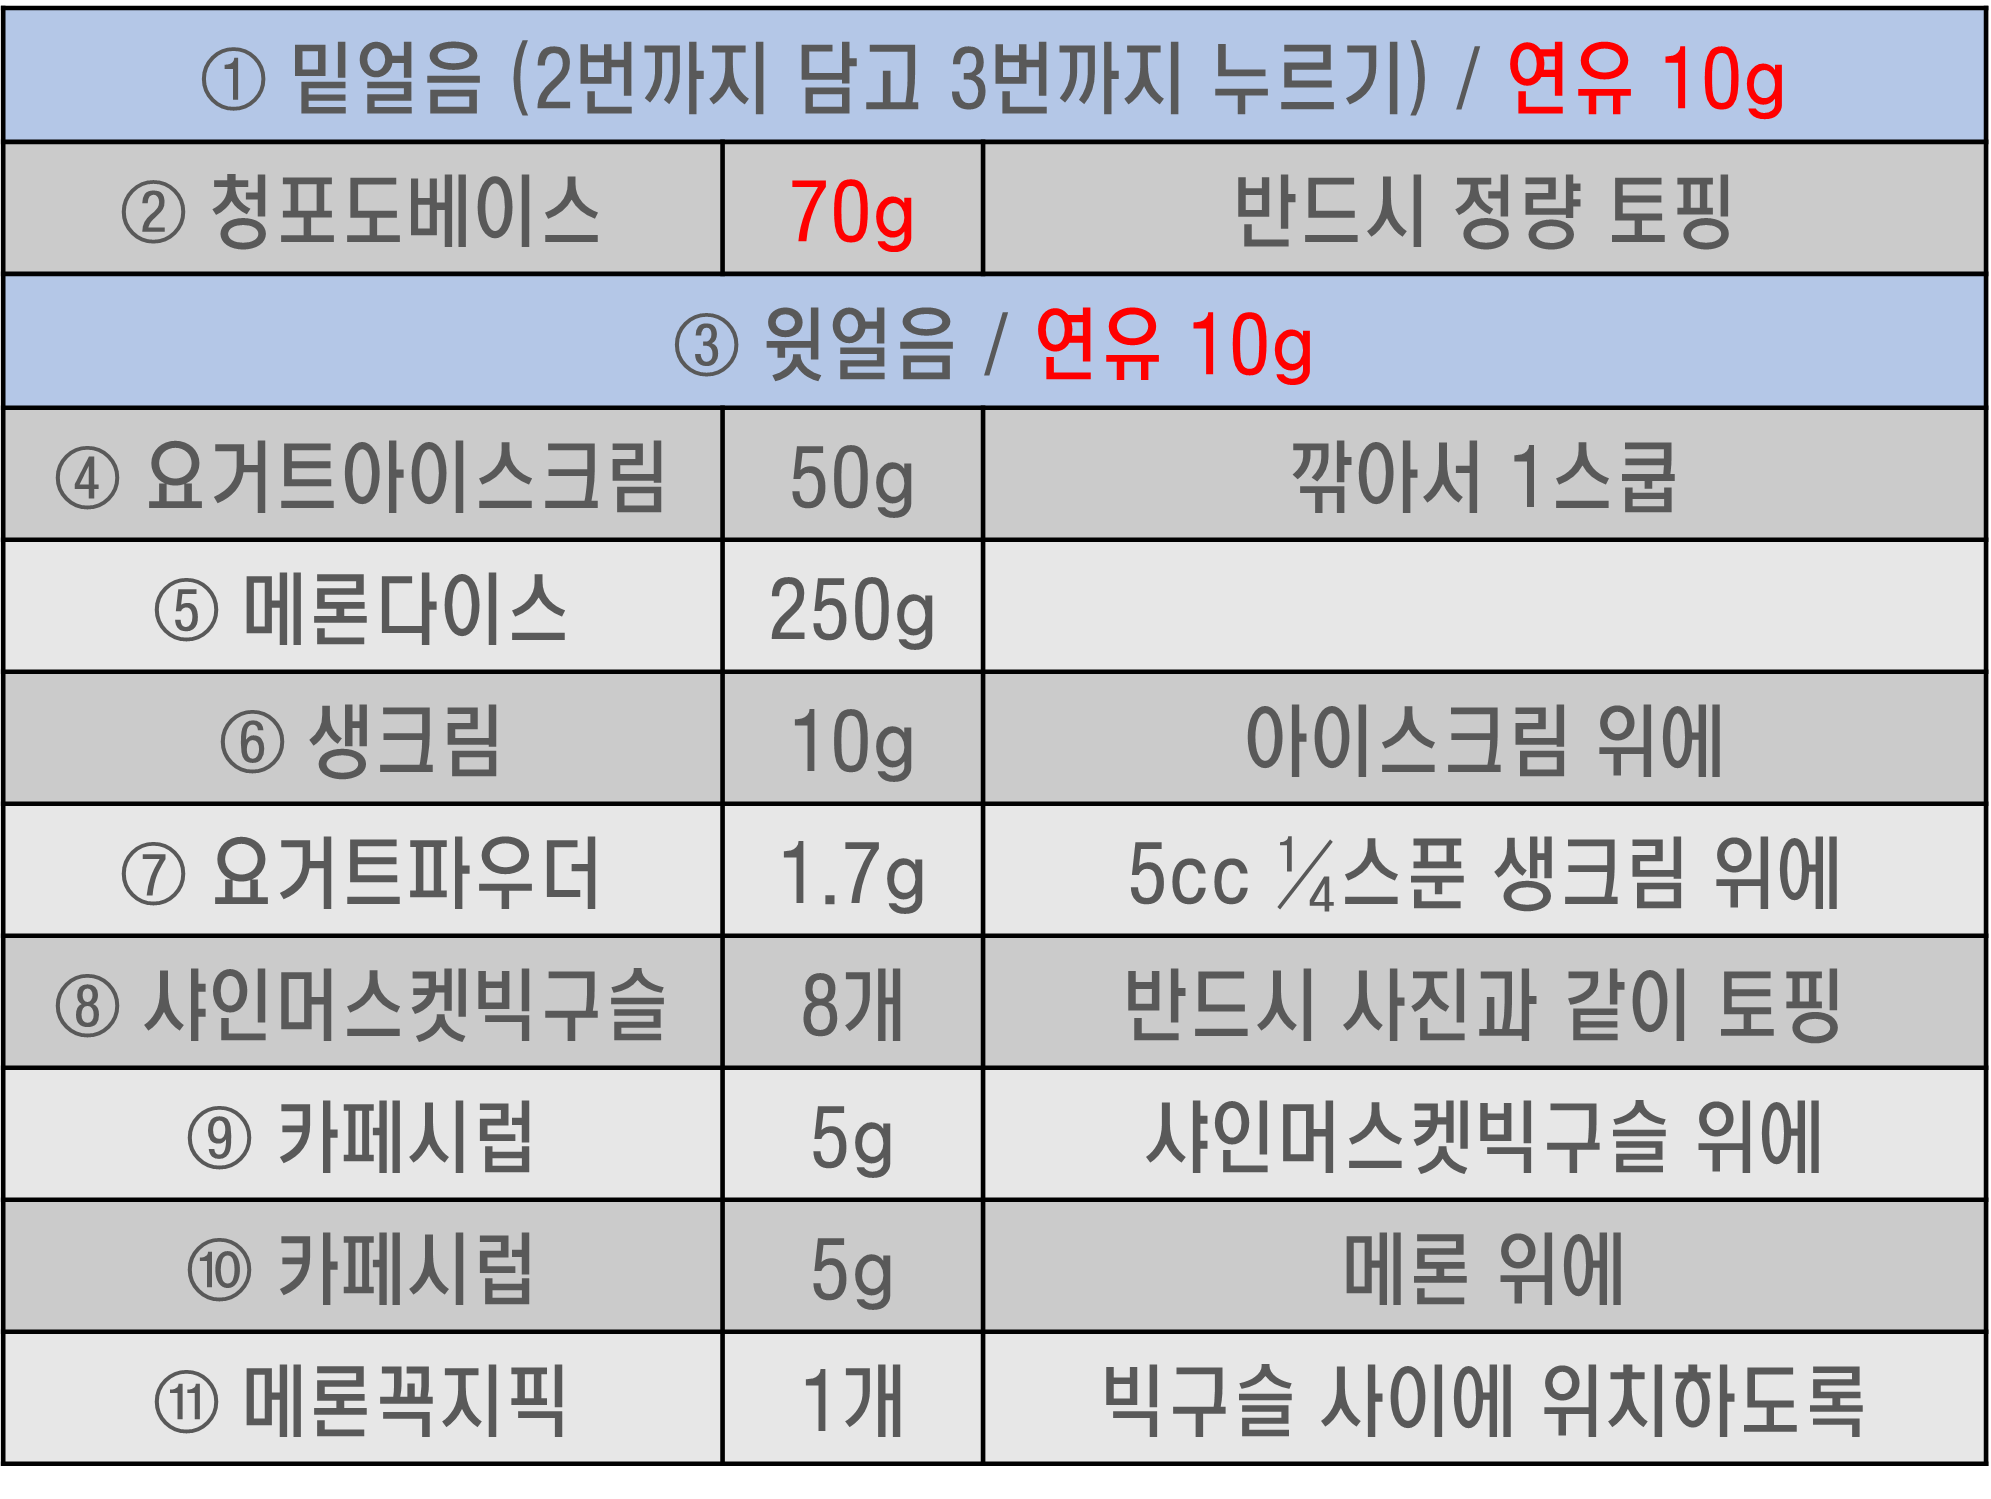 ① 밑얼음 (2번까지 담고 3번까지 누르기) / 연유 10g
② 청포도베이스 70g 반드시 정량 토핑
③ 윗얼음 / 연유 10g
④ 요거트아이스크림 50g 깎아서 1스쿱
⑤ 메론다이스 250g
⑥ 생크림 10g 아이스크림 위에
⑦ 요거트파우더 1.7g 5cc ¼스푼 생크림 위에
⑧ 샤인머스켓빅구슬 8개 반드시 사진과 같이 토핑
⑨ 카페시럽 5g 샤인머스켓빅구슬 위에
⑩ 카페시럽 5g 메론 위에
⑪ 메론꼭지픽 1개 빅구슬 사이에 위치하도록